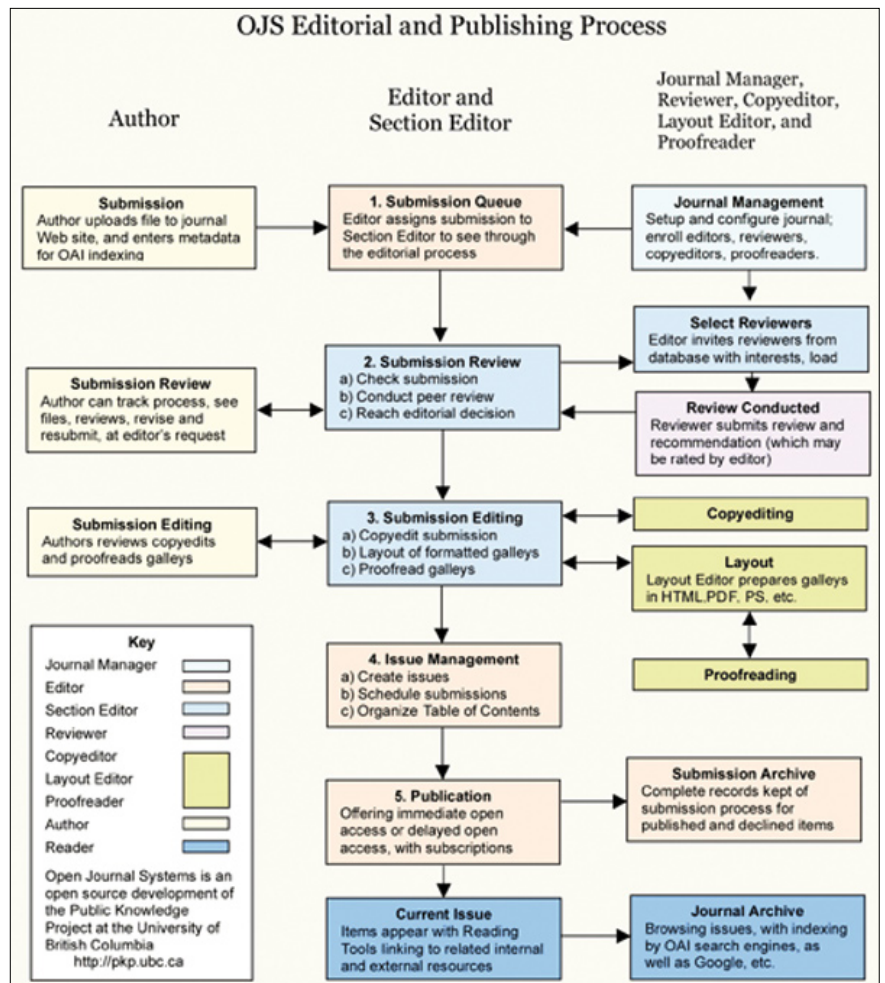 OJS Editorial and Publishing Process
Author
Editor and
Section Editor
Journal Manager,
Reviewer, Copyeditor,
Layout Editor, and
Proofreader
Submission
Author uploads file to journal
Web site, and enters metadata
for OAI indexing
1. Submission Queue
Editor assigns submission to
Section Editor to see through
the editorial process
Journal Management
Setup and configure journal;
enroll editors, reviewers,
copyeditors, proofreaders.
Select Reviewers
Editor invites reviewers from
database with interests, load
Submission Review
Author can track process, see
files, reviews, revise and
resubmit, at editor's request
2. Submission Review
a) Check submission
b) Conduct peer review
c) Reach editorial decision
Review Conducted
Reviewer submits review and
recommendation (which may
be rated by editor)
Submission Editing
Authors reviews copyedits
and proofreads galleys
3. Submission Editing
a) Copyedit submission
b) Layout of formatted galleys
c) Proofread galleys
Copyediting
Layout
Layout Editor prepares galleys
in HTML,PDF, PS, etc.
Proofreading
Key
Journal Manager
Editor
Section Editor
Reviewer
Copyeditor
Layout Editor
Proofreader
Author
Reader
Open Journal Systems is an
open source development of
the Public Knowledge
Project at the University of
British Columbia
http://pkp.ubc.ca
4. Issue Management
a) Create issues
b) Schedule submissions
c) Organize Table of Contents
5. Publication
Offering immediate open
access or delayed open
access, with subscriptions
Submission Archive
Complete records kept of
submission process for
published and declined items
Current Issue
Items appear with Reading
Tools linking to related internal
and external resources
Journal Archive
Browsing issues, with indexing
by OAI search engines, as
well as Google, etc.